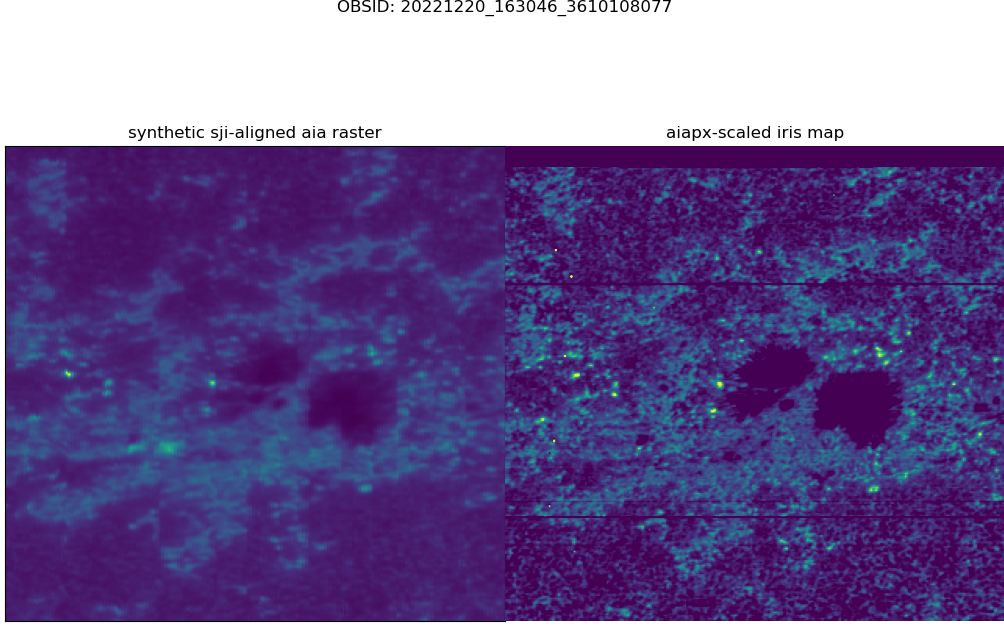 OBSID: 20221220_163046_3610108077
synthetic sji-aligned aia raster
aiapx-scaled iris map